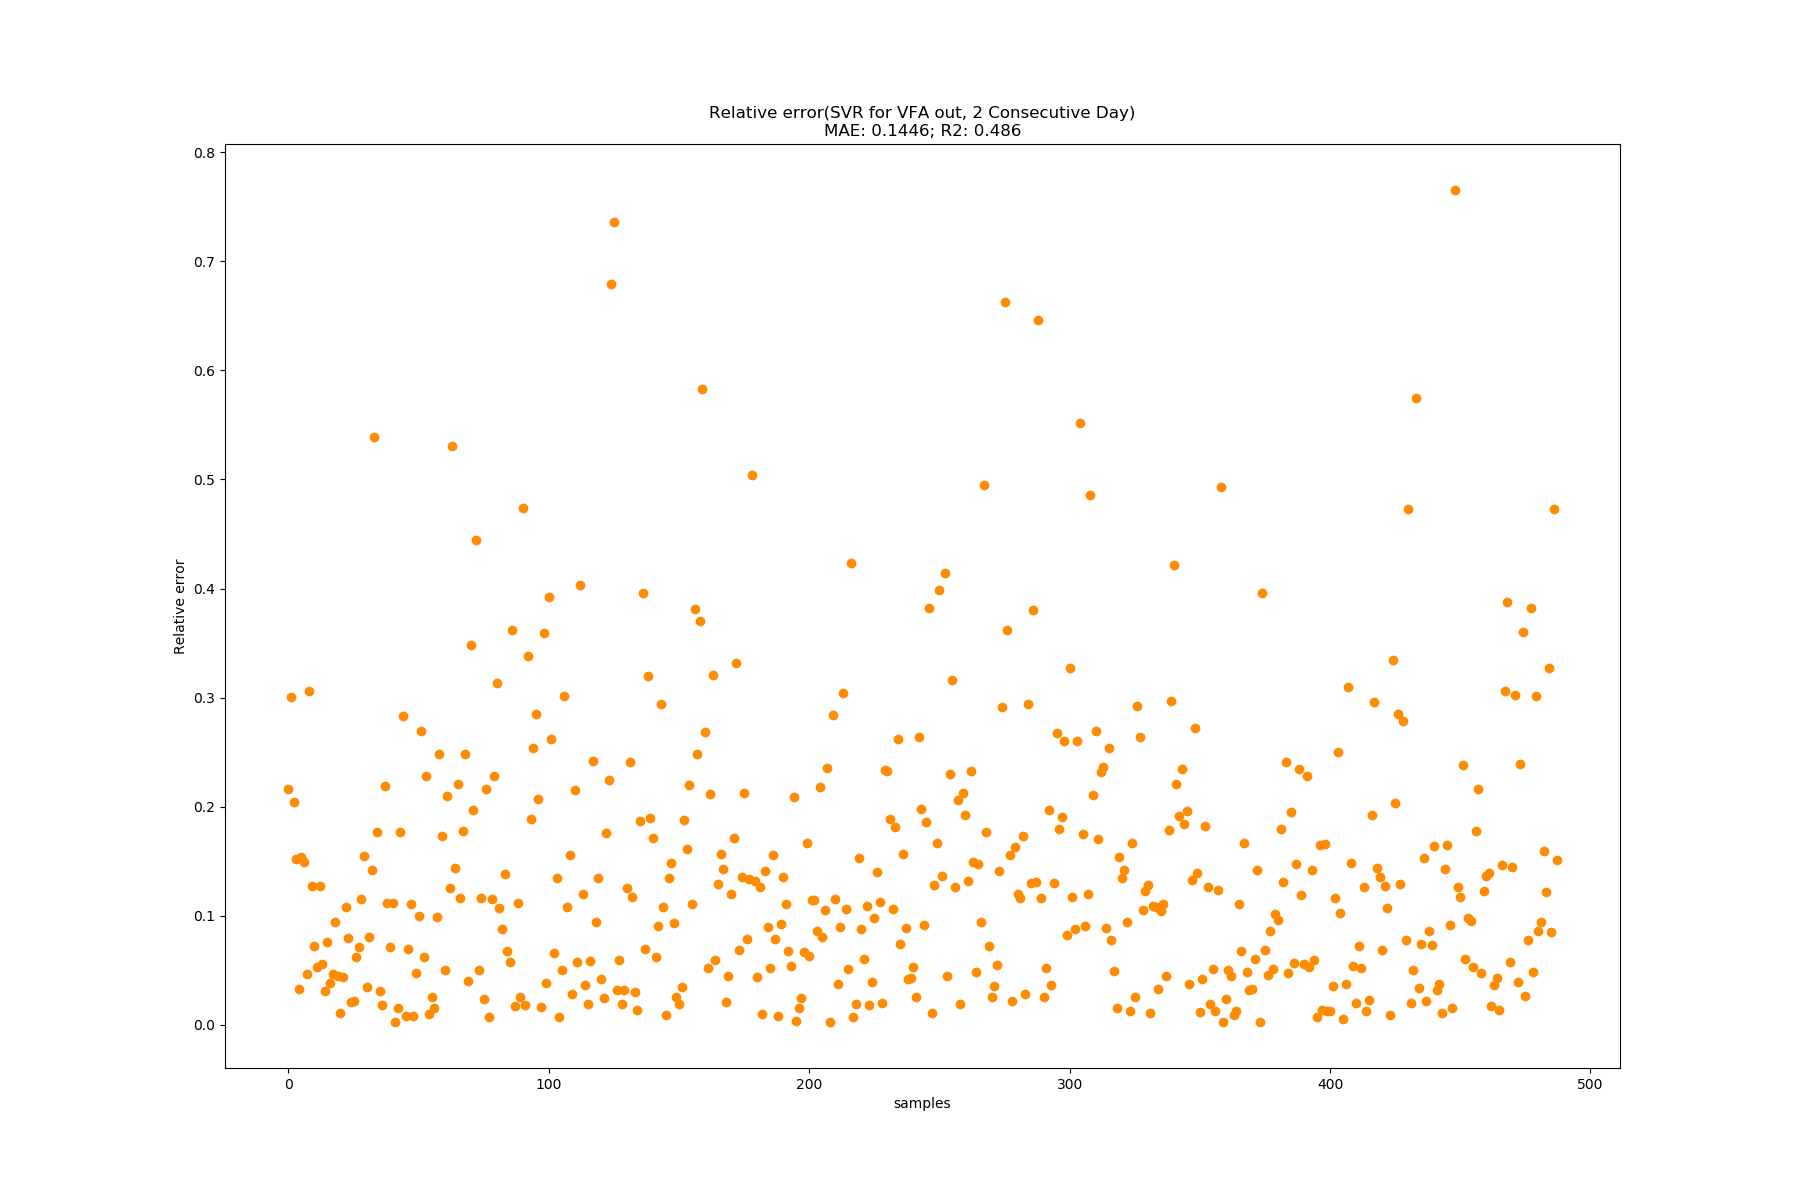 Relative error(SVR for VFA out, 2 Consecutive Day)
MAE: 0.1446; R2: 0.486
0.8
0.7
0.6
0.5
0.4
0.3
0.2
0.1
0.0
Relative error
0 100 200 300 400 500
samples